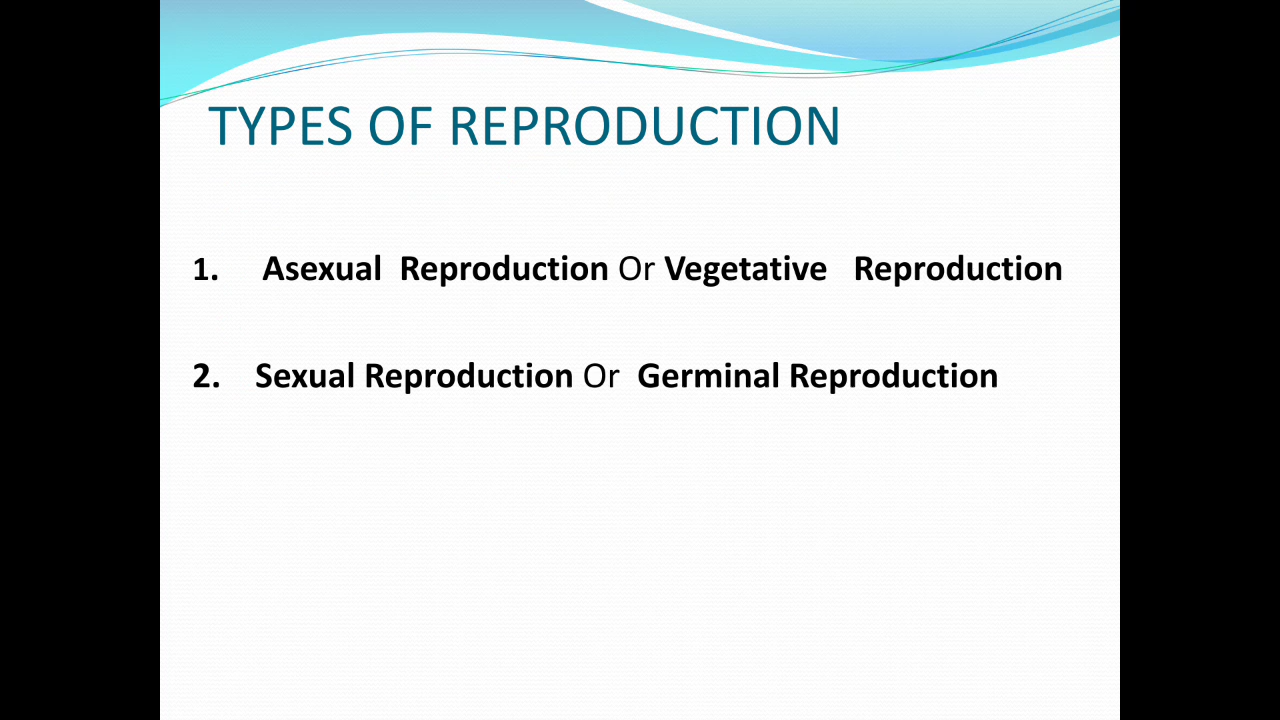 TYPES OF REPRODUCTION
1. Asexual Reproduction Or Vegetative Reproduction
2. Sexual Reproduction Or Germinal Reproduction